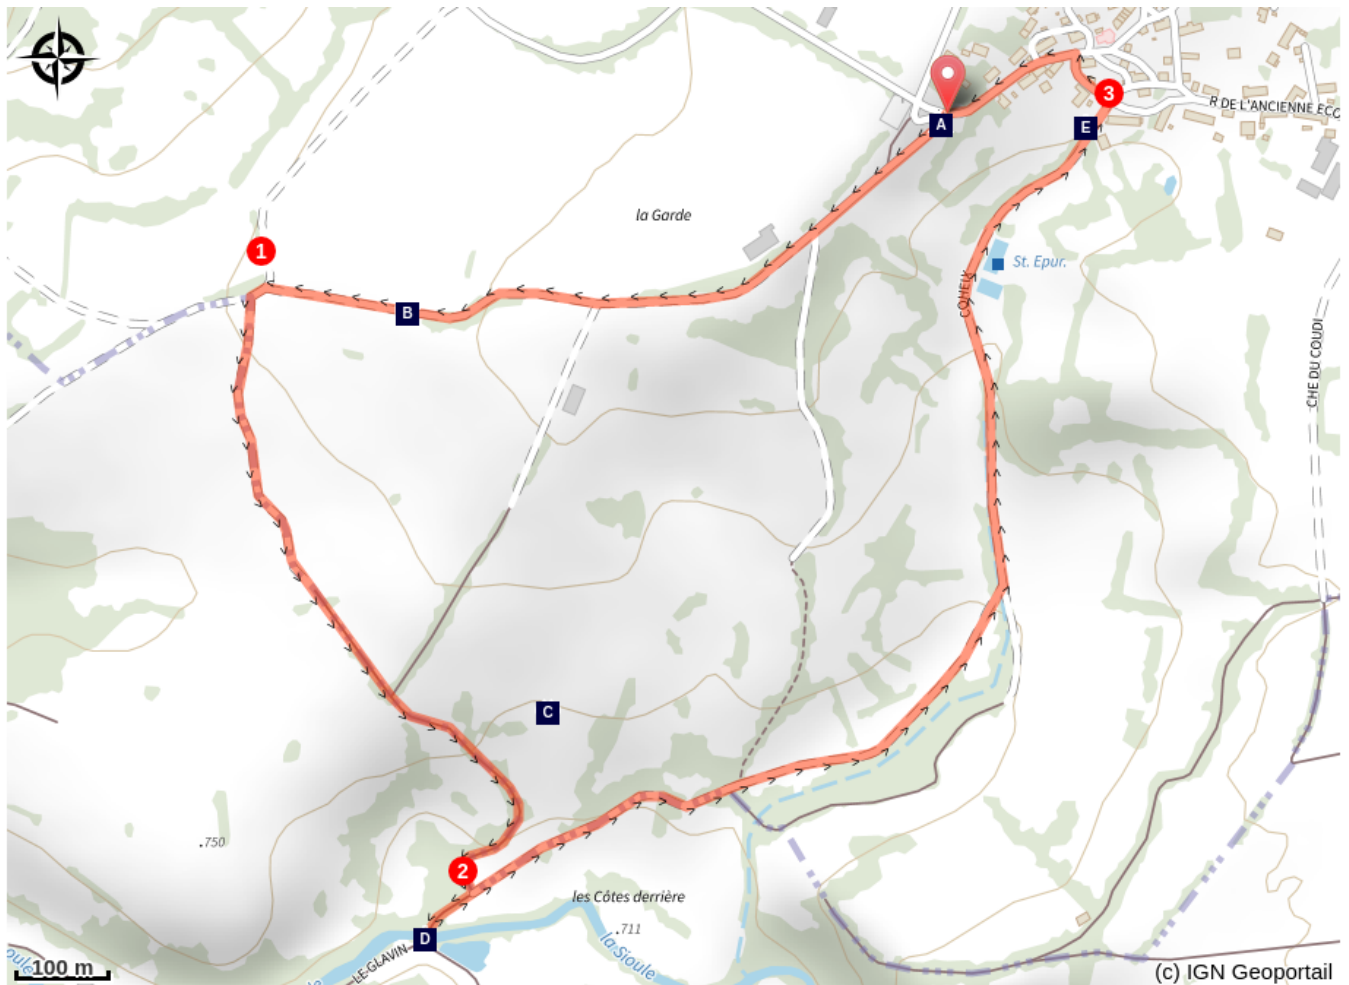 A
3
E
R DE L'ANCIENNE ECO
la Garde
1
St. Epur.
COHEIX
B
CHE DU COUDI
C
.750
2
les Côtes derrière
.711
D
LE GLAVIN
la Sioule
100 m
(c) IGN Geoportail